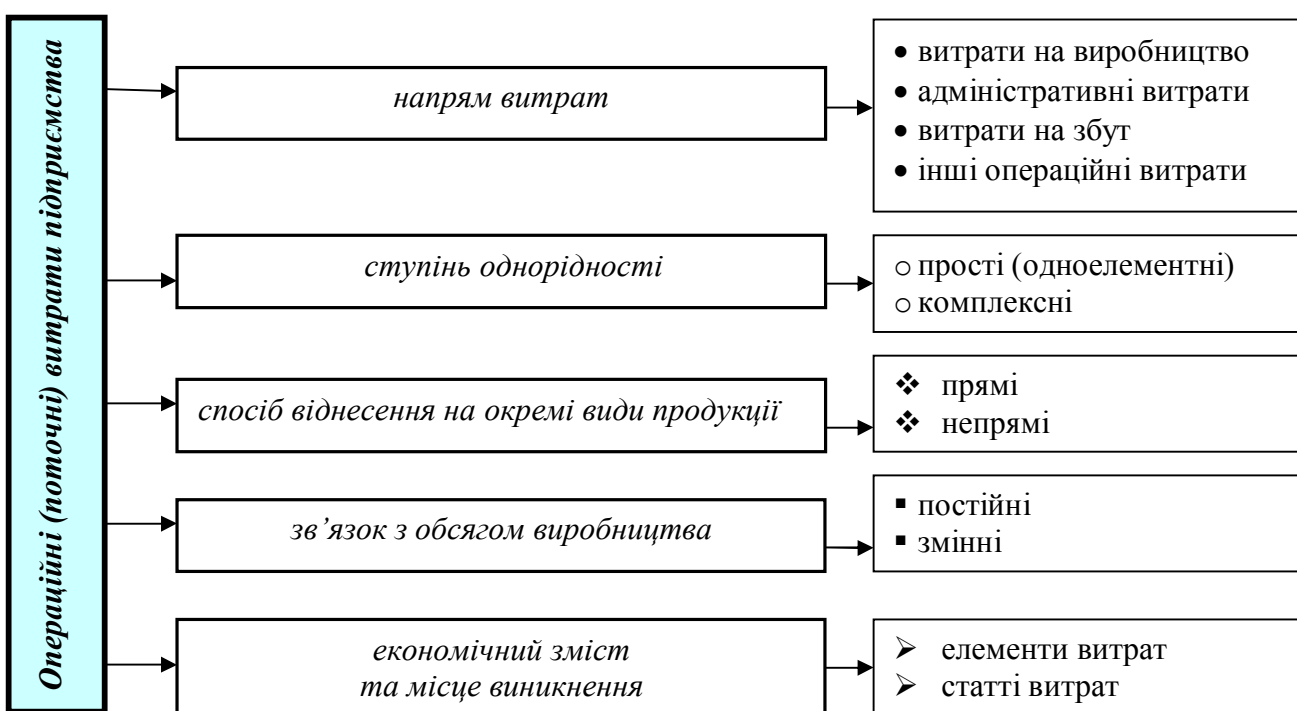 Операційні (поточні) витрати підприємства
напрям витрат
• витрати на виробництво
• адміністративні витрати
• витрати на збут
• інші операційні витрати
ступінь однорідності
○ прості (одноелементні)
○ комплексні
спосіб віднесення на окремі види продукції
❖ прямі
❖ непрямі
зв’язок з обсягом виробництва
▪ постійні
▪ змінні
економічний зміст
та місце виникнення
➢ елементи витрат
➢ статті витрат